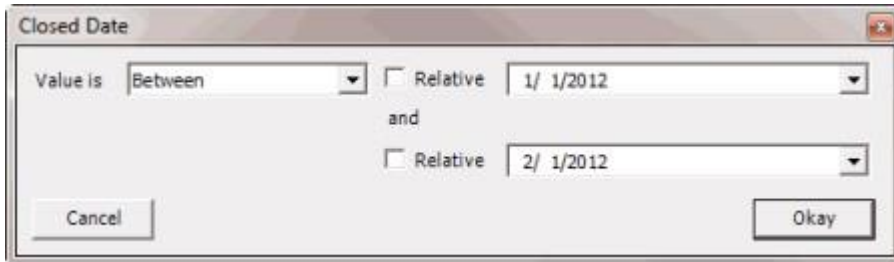 Closed Date
Value is Between Relative 1/ 1/2012
and
Relative 2/ 1/2012
Cancel Okay